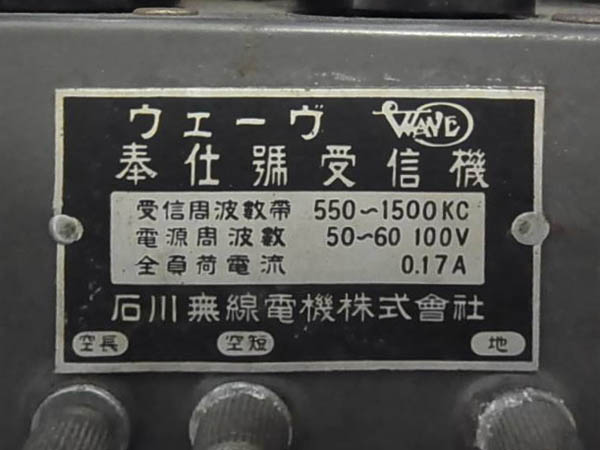 ウェーヴ WAVE
奉仕號受信機
受信周波數帶 550～1500KC
電源周波數 50～60 100V
全負荷電流 0.17A
石川無線電機株式會社
空長 空短 地